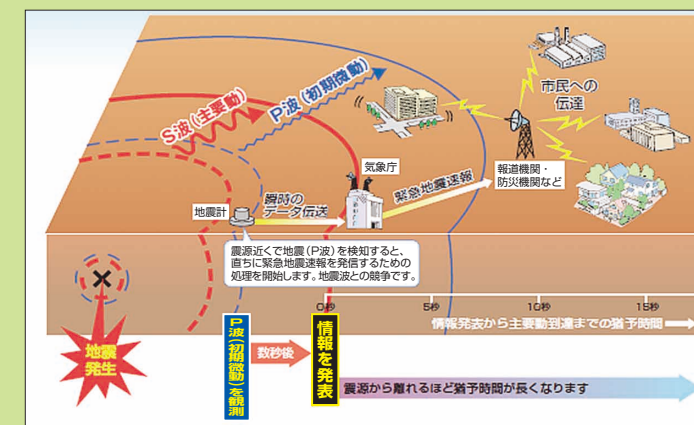 S波(主要動)
P波(初期微動)
市民への
伝達
気象庁
緊急地震速報
報道機関・
防災機関など
地震計
瞬時の
データ伝送
震源近くで地震(P波)を検知すると、
直ちに緊急地震速報を発信するための
処理を開始します。地震波との競争です。
0秒
5秒
10秒
15秒
情報発表から主要動到達までの猶予時間
地震
発生
P波(初期微動)を観測
数秒後
情報を発表
震源から離れるほど猶予時間が長くなります